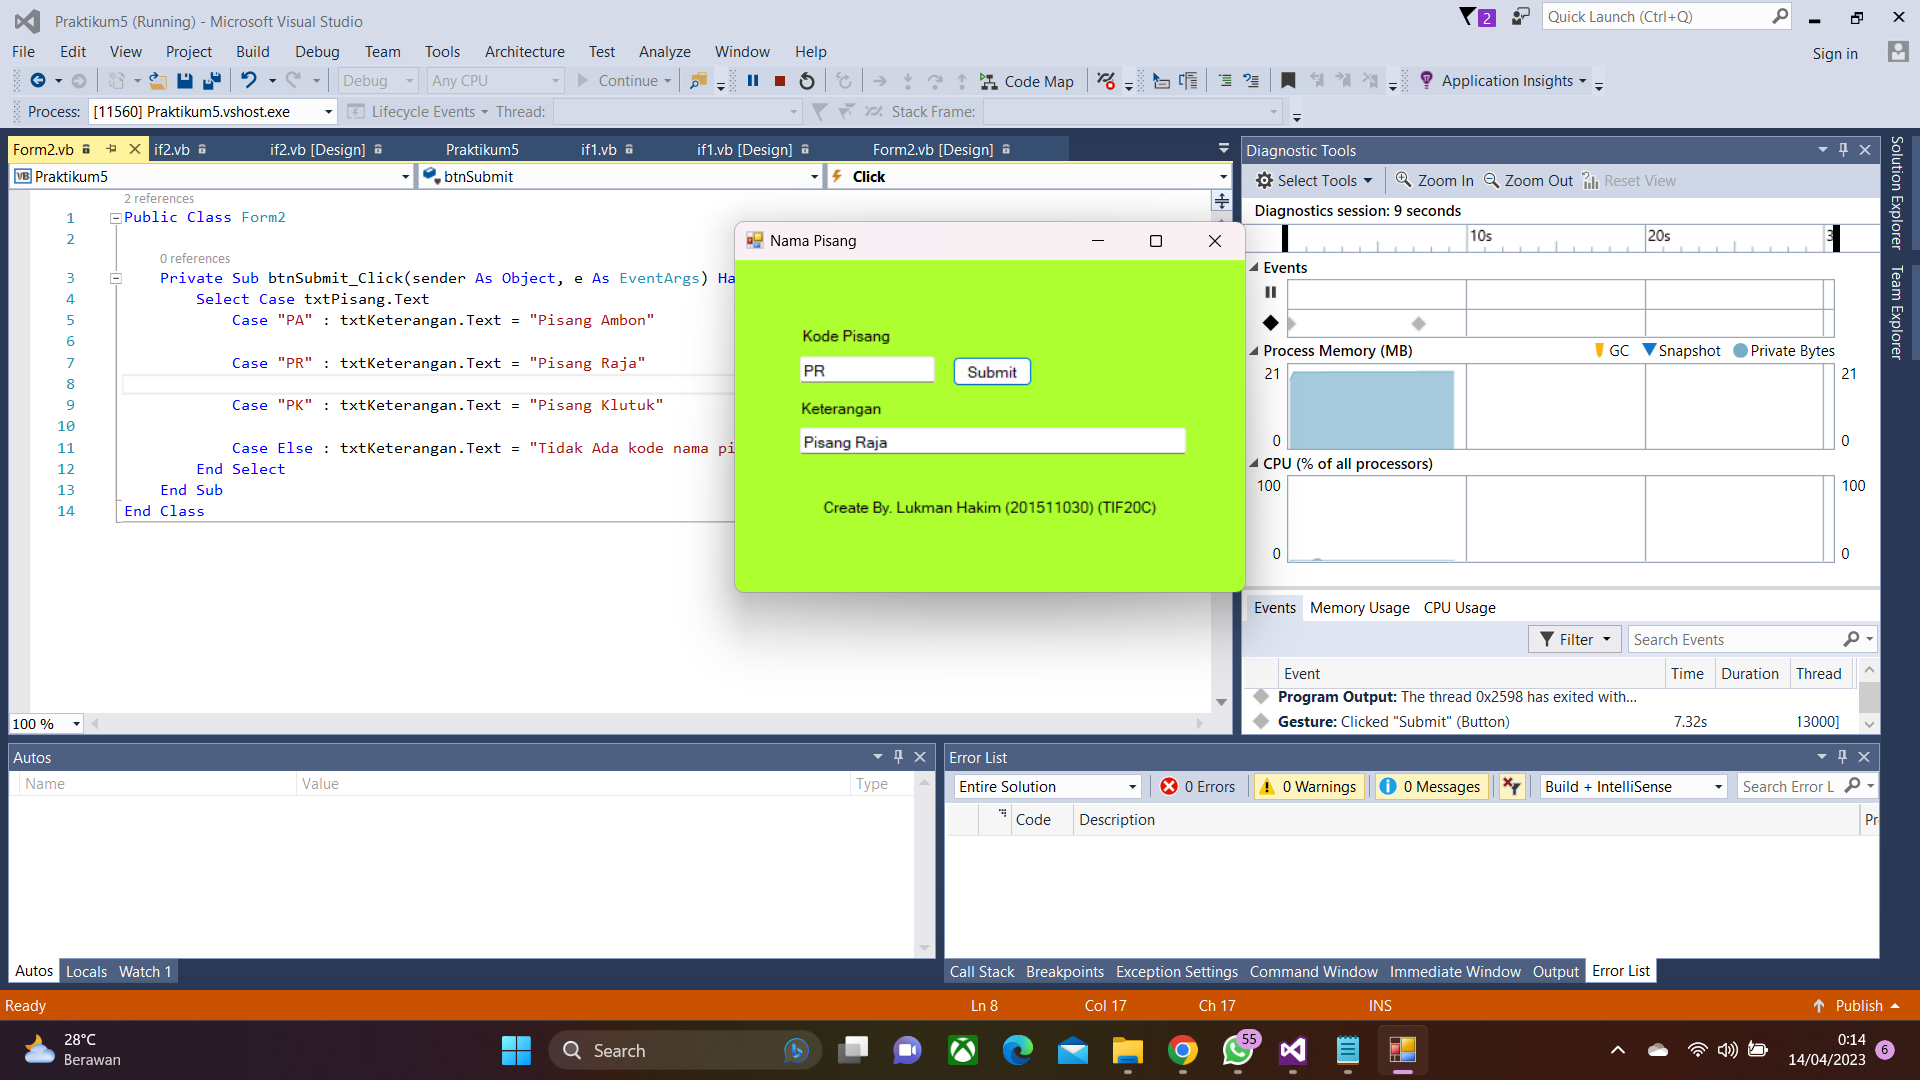 Praktikum5 (Running) - Microsoft Visual Studio
2
Quick Launch (Ctrl+Q)
File Edit View Project Build Debug Team Tools Architecture Test Analyze Window Help
Sign in
Debug Any CPU Continue Code Map Application Insights
Process: [11560] Praktikum5.vshost.exe Lifecycle Events Thread: Stack Frame:
Form2.vb if2.vb if2.vb [Design] Praktikum5 if1.vb if1.vb [Design] Form2.vb [Design]
VB Praktikum5 btnSubmit Click
2 references
1 Public Class Form2
2
0 references
3 Private Sub btnSubmit_Click(sender As Object, e As EventArgs) Ha
4 Select Case txtPisang.Text
5 Case "PA" : txtKeterangan.Text = "Pisang Ambon"
6
7 Case "PR" : txtKeterangan.Text = "Pisang Raja"
8
9 Case "PK" : txtKeterangan.Text = "Pisang Klutuk"
10
11 Case Else : txtKeterangan.Text = "Tidak Ada kode nama pi
12 End Select
13 End Sub
14 End Class
100 %
Nama Pisang
Kode Pisang
PR Submit
Keterangan
Pisang Raja
Create By. Lukman Hakim (201511030) (TIF20C)
Diagnostic Tools
Select Tools Zoom In Zoom Out Reset View
Diagnostics session: 9 seconds
10s 20s 3
Events
Process Memory (MB) GC Snapshot Private Bytes
21 21
0 0
CPU (% of all processors)
100 100
0 0
Events Memory Usage CPU Usage
Filter Search Events
Event Time Duration Thread
Program Output: The thread 0x2598 has exited with...
Gesture: Clicked "Submit" (Button) 7.32s 13000]
Solution Explorer
Team Explorer
Autos
Name Value Type
Autos Locals Watch 1
Error List
Entire Solution 0 Errors 0 Warnings 0 Messages Build + IntelliSense Search Error L
Code Description Pr
Call Stack Breakpoints Exception Settings Command Window Immediate Window Output Error List
Ready Ln 8 Col 17 Ch 17 INS Publish
28°C
Berawan
Search
55
0:14
14/04/2023
6